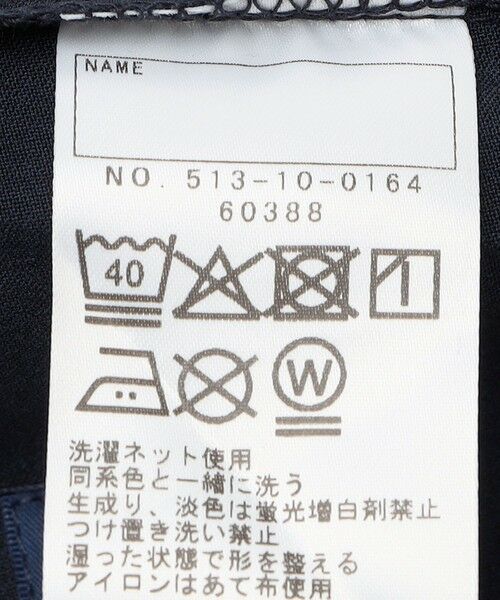 NAME
NO. 513-10-0164
60388
40
W
洗濯ネット使用
同系色と一緒に洗う
生成り、淡色は蛍光増白剤禁止
つけ置き洗い禁止
湿った状態で形を整える
アイロンはあて布使用